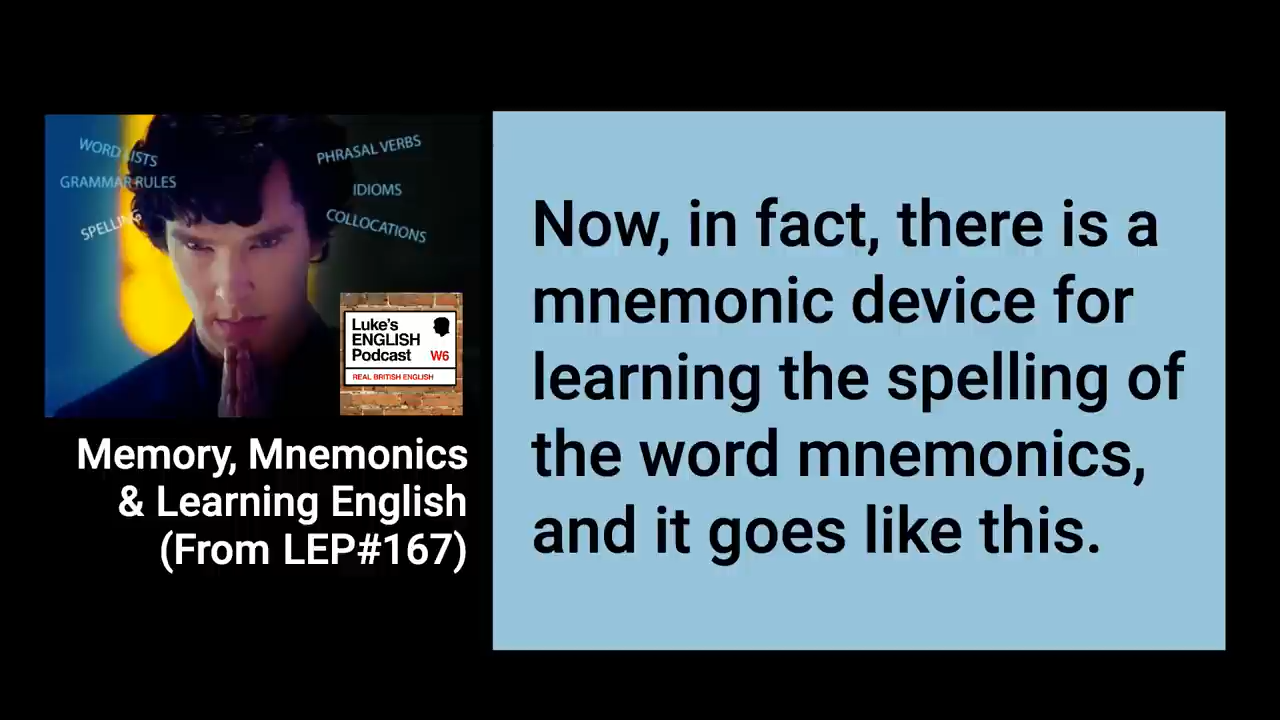 WORD LISTS
GRAMMAR RULES
SPELLING
PHRASAL VERBS
IDIOMS
COLLOCATIONS
Luke's
ENGLISH
Podcast W6
REAL BRITISH ENGLISH
Memory, Mnemonics
& Learning English
(From LEP#167)
Now, in fact, there is a
mnemonic device for
learning the spelling of
the word mnemonics,
and it goes like this.